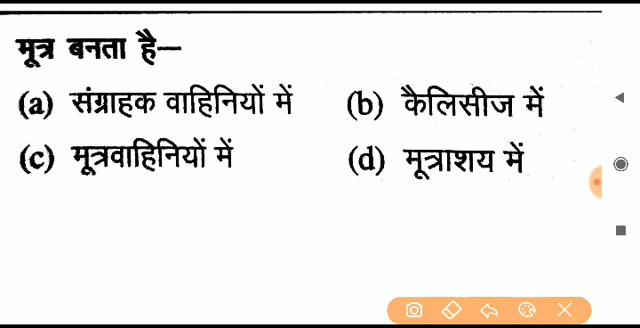 मूत्र बनता है—
(a) संग्राहक वाहिनियों में (b) कैलिसीज में
(c) मूत्रवाहिनियों में (d) मूत्राशय में